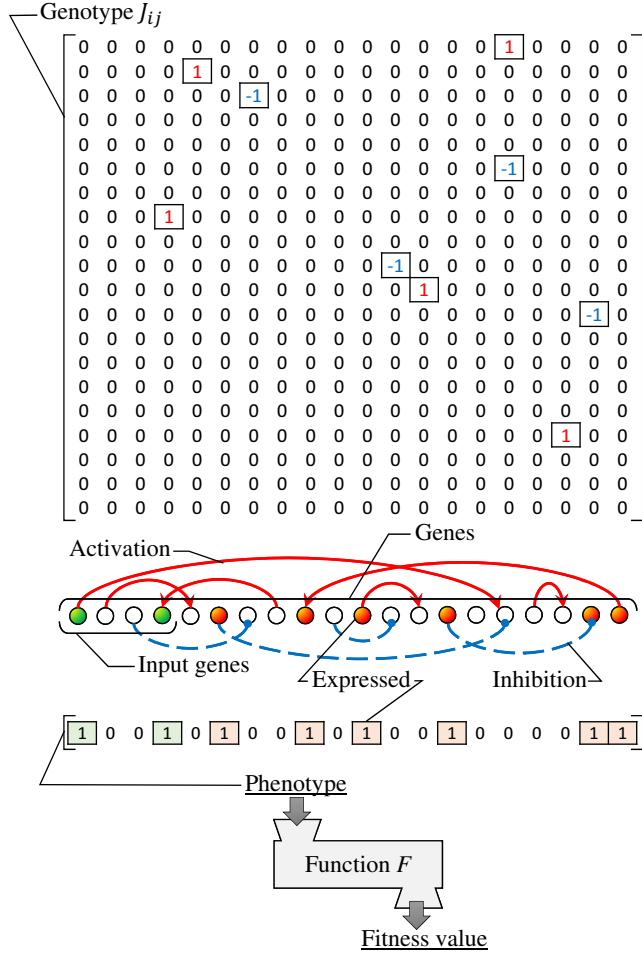 Genotype J_ij
0 0 0 0 0 0 0 0 0 0 0 0 0 0 0 1 0 0 0 0
0 0 0 0 1 0 0 0 0 0 0 0 0 0 0 0 0 0 0 0
0 0 0 0 0 0 -1 0 0 0 0 0 0 0 0 0 0 0 0 0
0 0 0 0 0 0 0 0 0 0 0 0 0 0 0 0 0 0 0 0
0 0 0 0 0 0 0 0 0 0 0 0 0 0 0 0 0 0 0 0
0 0 0 0 0 0 0 0 0 0 0 0 0 0 0 -1 0 0 0 0
0 0 0 0 0 0 0 0 0 0 0 0 0 0 0 0 0 0 0 0
0 0 0 1 0 0 0 0 0 0 0 0 0 0 0 0 0 0 0 0
0 0 0 0 0 0 0 0 0 0 0 0 0 0 0 0 0 0 0 0
0 0 0 0 0 0 0 0 0 0 0 -1 0 0 0 0 0 0 0 0
0 0 0 0 0 0 0 0 0 0 0 0 1 0 0 0 0 0 0 0
0 0 0 0 0 0 0 0 0 0 0 0 0 0 0 0 0 0 -1 0
0 0 0 0 0 0 0 0 0 0 0 0 0 0 0 0 0 0 0 0
0 0 0 0 0 0 0 0 0 0 0 0 0 0 0 0 0 0 0 0
0 0 0 0 0 0 0 0 0 0 0 0 0 0 0 0 0 0 0 0
0 0 0 0 0 0 0 0 0 0 0 0 0 0 0 0 0 0 0 0
0 0 0 0 0 0 0 0 0 0 0 0 0 0 0 0 0 1 0 0
0 0 0 0 0 0 0 0 0 0 0 0 0 0 0 0 0 0 0 0
0 0 0 0 0 0 0 0 0 0 0 0 0 0 0 0 0 0 0 0
0 0 0 0 0 0 0 0 0 0 0 0 0 0 0 0 0 0 0 0
Genes
Activation
Input genes Expressed Inhibition
1 0 0 1 0 1 0 0 1 0 1 0 0 1 0 0 0 0 1 1
Phenotype
Function F
Fitness value